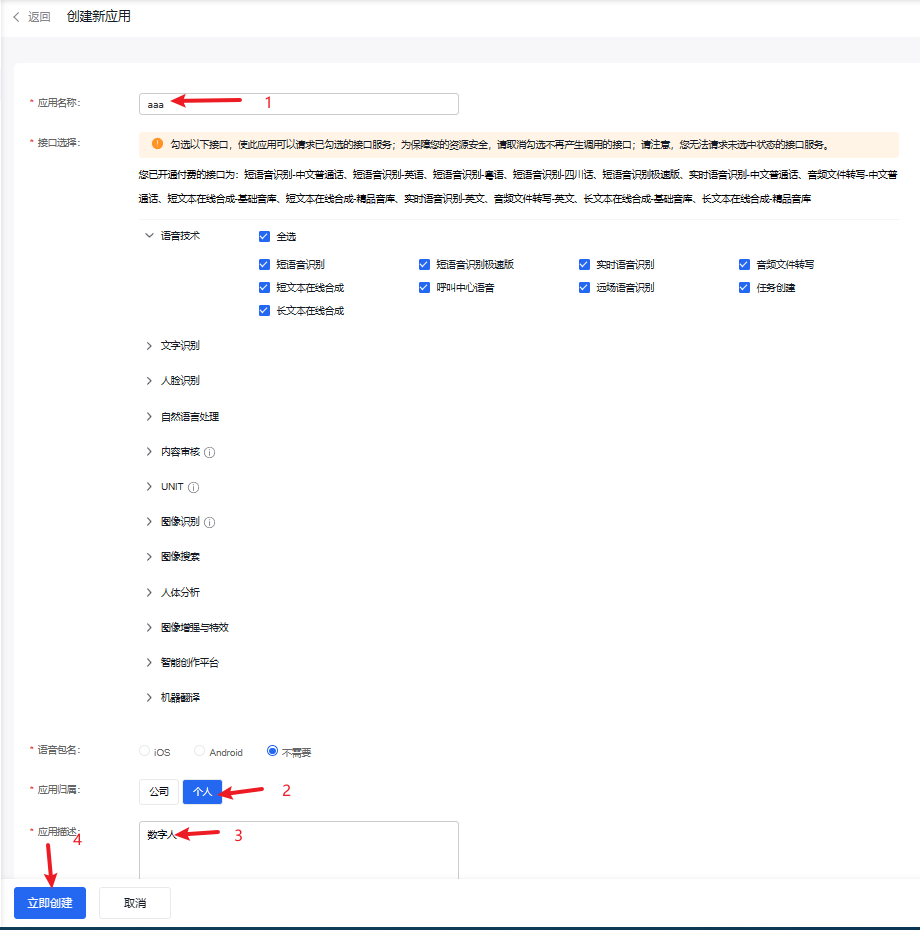 返回 创建新应用
* 应用名称: aaa 1
* 接口选择: 勾选以下接口，使此应用可以请求已勾选的接口服务；为保障您的资源安全，请取消勾选不再产生调用的接口；请注意，您无法请求未选中状态的接口服务。
您已开通付费的接口为：短语音识别-中文普通话、短语音识别-英语、短语音识别-粤语、短语音识别-四川话、短语音识别极速版、实时语音识别-中文普通话、音频文件转写-中文普
通话、短文本在线合成-基础音库、短文本在线合成-精品音库、实时语音识别-英文、音频文件转写-英文、长文本在线合成-基础音库、长文本在线合成-精品音库
语音技术 全选
短语音识别 短语音识别极速版 实时语音识别 音频文件转写
短文本在线合成 呼叫中心语音 远场语音识别 任务创建
长文本在线合成
文字识别
人脸识别
自然语言处理
内容审核
UNIT
图像识别
图像搜索
人体分析
图像增强与特效
智能创作平台
机器翻译
* 语音包名: iOS Android 不需要
* 应用归属: 公司 个人 2
* 应用描述: 数字人 3
4
立即创建 取消